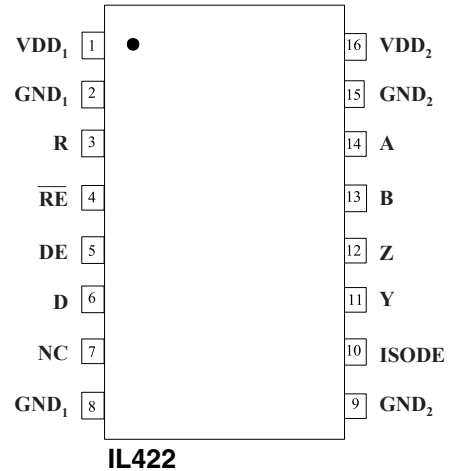 VDD₁ 1 16 VDD₂
GND₁ 2 15 GND₂
R 3 14 A
R̅E̅ 4 13 B
DE 5 12 Z
D 6 11 Y
NC 7 10 ISODE
GND₁ 8 9 GND₂
IL422